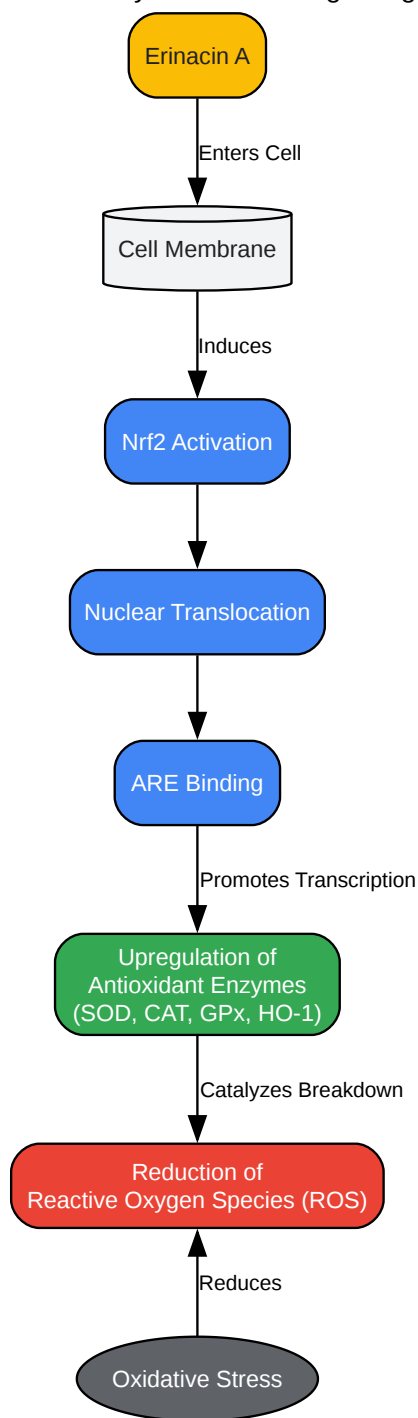 Erinacin A
Enters Cell
Cell Membrane
Induces
Nrf2 Activation
Nuclear Translocation
ARE Binding
Promotes Transcription
Upregulation of
Antioxidant Enzymes
(SOD, CAT, GPx, HO-1)
Catalyzes Breakdown
Reduction of
Reactive Oxygen Species (ROS)
Reduces
Oxidative Stress